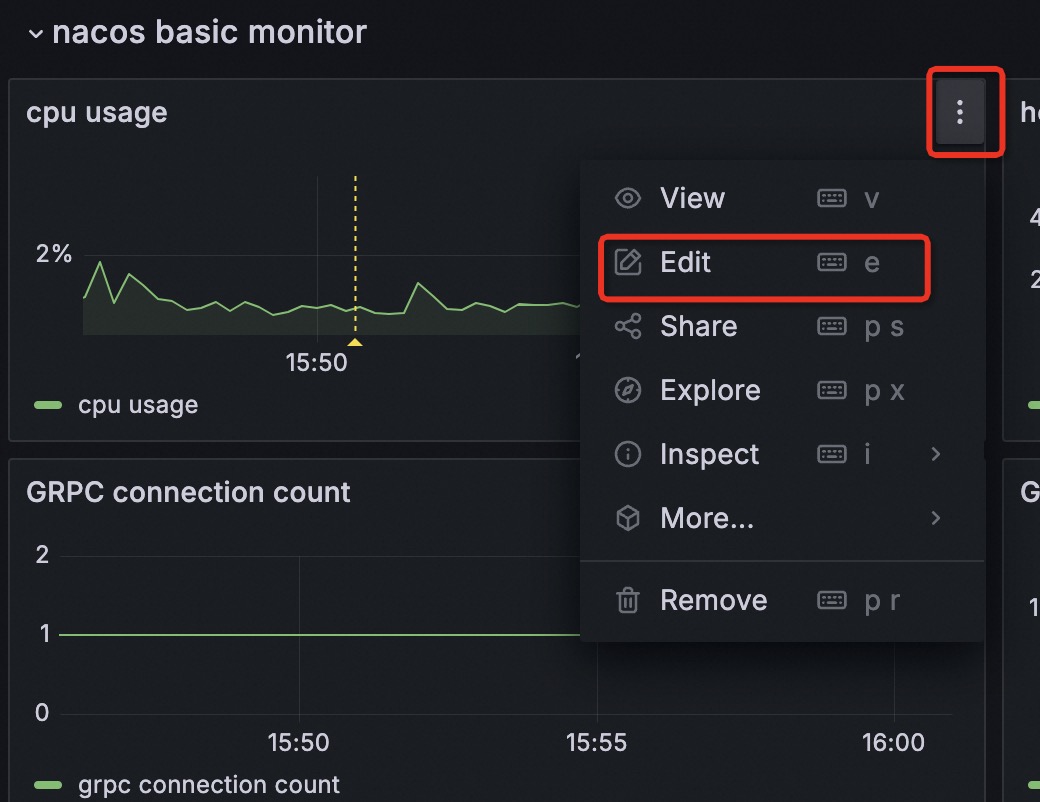 nacos basic monitor
cpu usage
2%
15:50
cpu usage
View v
Edit e
Share p s
Explore p x
Inspect i
More...
Remove p r
GRPC connection count
2
1
0
15:50 15:55 16:00
grpc connection count
4
2
1
G